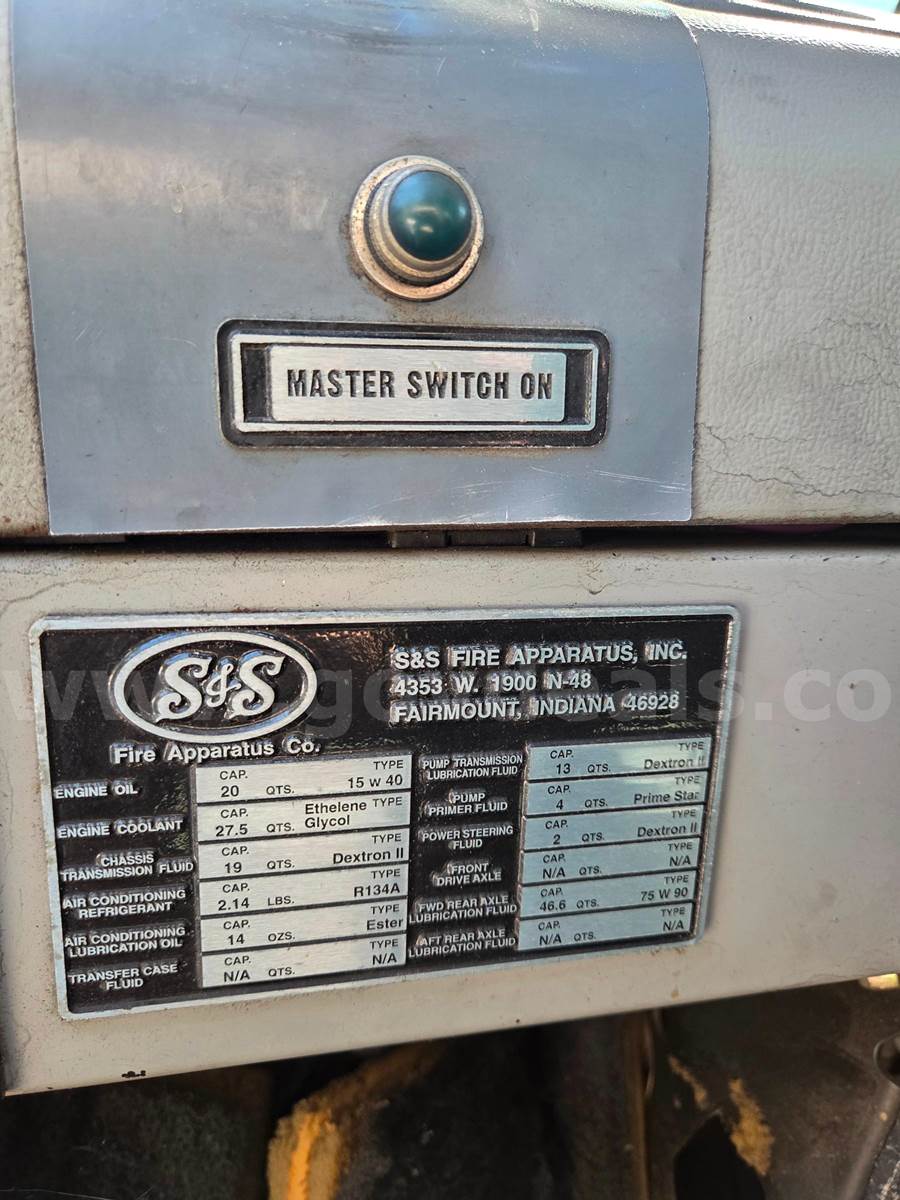 MASTER SWITCH ON
S&S
Fire Apparatus Co.
S&S FIRE APPARATUS, INC.
4353 W. 1900 N-48
FAIRMOUNT, INDIANA 46928
ENGINE OIL
CAP. TYPE
20 QTS. 15 W 40
ENGINE COOLANT
CAP. Ethelene TYPE
27.5 QTS. Glycol
CHASSIS
TRANSMISSION FLUID
CAP. TYPE
19 QTS. Dextron II
AIR CONDITIONING
REFRIGERANT
CAP. TYPE
2.14 LBS. R134A
AIR CONDITIONING
LUBRICATION OIL
CAP. TYPE
14 OZS. Ester
TRANSFER CASE
FLUID
CAP. TYPE
N/A QTS. N/A
PUMP TRANSMISSION
LUBRICATION FLUID
CAP. TYPE
13 QTS. Dextron II
PUMP
PRIMER FLUID
CAP. TYPE
4 QTS. Prime Star
POWER STEERING
FLUID
CAP. TYPE
2 QTS. Dextron II
FRONT
DRIVE AXLE
CAP. TYPE
N/A QTS. N/A
FWD REAR AXLE
LUBRICATION FLUID
CAP. TYPE
46.6 QTS. 75 W 90
AFT REAR AXLE
LUBRICATION FLUID
CAP. TYPE
N/A QTS. N/A